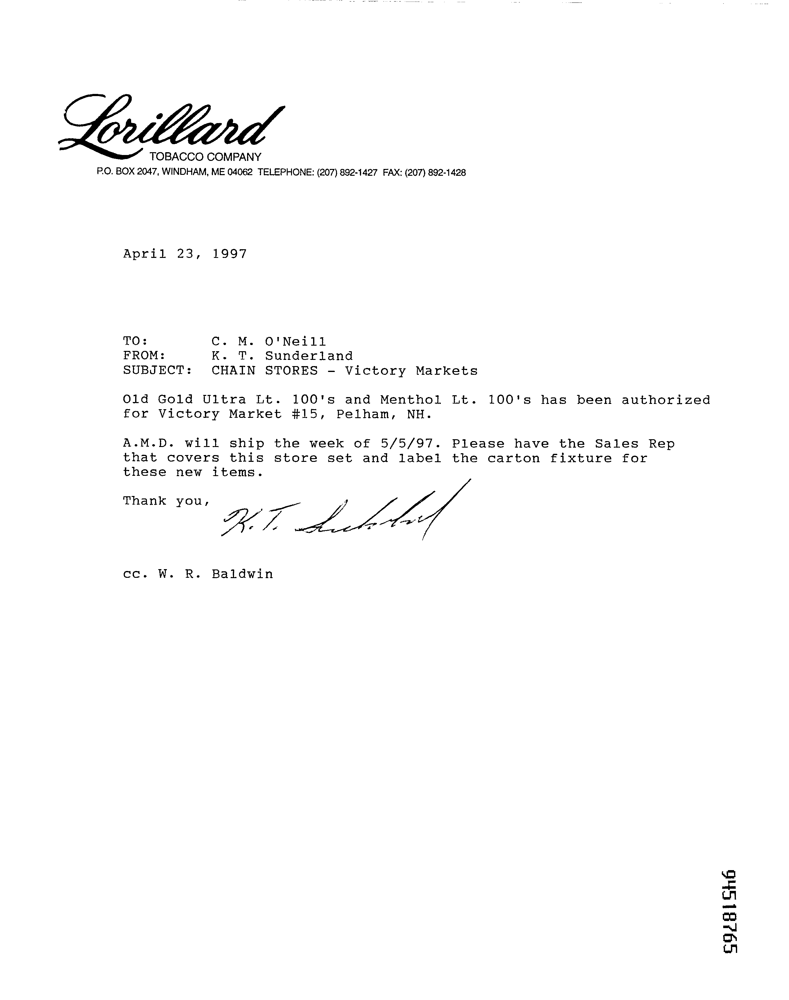 Lorillard
TOBACCO COMPANY
P.O. BOX 2047, WINDHAM, ME 04062 TELEPHONE: (207) 892-1427 FAX: (207) 892-1428
April 23, 1997
TO: C. M. O'Neill
FROM: K. T. Sunderland
SUBJECT: CHAIN STORES - Victory Markets
Old Gold Ultra Lt. 100's and Menthol Lt. 100's has been authorized
for Victory Market #15, Pelham, NH.
A.M.D. will ship the week of 5/5/97. Please have the Sales Rep
that covers this store set and label the carton fixture for
these new items.
Thank you,
K.T. Sunderland
cc. W. R. Baldwin
94518765